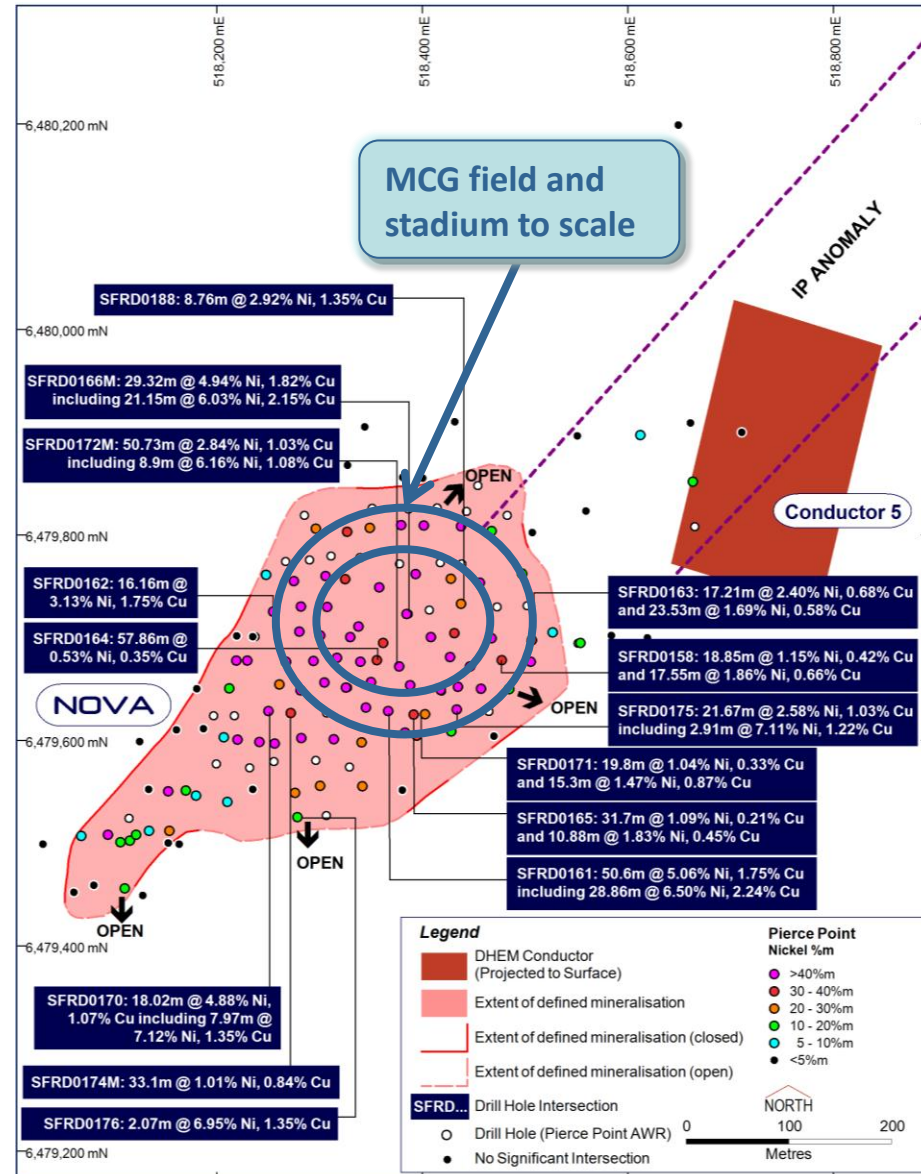 518,200 mE
518,400 mE
518,600 mE
518,800 mE
6,480,200 mN
6,480,000 mN
6,479,800 mN
6,479,600 mN
6,479,400 mN
6,479,200 mN
MCG field and
stadium to scale
IP ANOMALY
SFRD0188: 8.76m @ 2.92% Ni, 1.35% Cu
SFRD0166M: 29.32m @ 4.94% Ni, 1.82% Cu
including 21.15m @ 6.03% Ni, 2.15% Cu
SFRD0172M: 50.73m @ 2.84% Ni, 1.03% Cu
including 8.9m @ 6.16% Ni, 1.08% Cu
OPEN
Conductor 5
SFRD0162: 16.16m @
3.13% Ni, 1.75% Cu
SFRD0164: 57.86m @
0.53% Ni, 0.35% Cu
SFRD0163: 17.21m @ 2.40% Ni, 0.68% Cu
and 23.53m @ 1.69% Ni, 0.58% Cu
SFRD0158: 18.85m @ 1.15% Ni, 0.42% Cu
and 17.55m @ 1.86% Ni, 0.66% Cu
NOVA
OPEN
SFRD0175: 21.67m @ 2.58% Ni, 1.03% Cu
including 2.91m @ 7.11% Ni, 1.22% Cu
SFRD0171: 19.8m @ 1.04% Ni, 0.33% Cu
and 15.3m @ 1.47% Ni, 0.87% Cu
SFRD0165: 31.7m @ 1.09% Ni, 0.21% Cu
and 10.88m @ 1.83% Ni, 0.45% Cu
SFRD0161: 50.6m @ 5.06% Ni, 1.75% Cu
including 28.86m @ 6.50% Ni, 2.24% Cu
OPEN
OPEN
SFRD0170: 18.02m @ 4.88% Ni,
1.07% Cu including 7.97m @
7.12% Ni, 1.35% Cu
SFRD0174M: 33.1m @ 1.01% Ni, 0.84% Cu
SFRD0176: 2.07m @ 6.95% Ni, 1.35% Cu
Legend
DHEM Conductor
(Projected to Surface)
Extent of defined mineralisation
Extent of defined mineralisation (closed)
Extent of defined mineralisation (open)
SFRD... Drill Hole Intersection
Drill Hole (Pierce Point AWR)
No Significant Intersection
Pierce Point
Nickel %m
>40%m
30 - 40%m
20 - 30%m
10 - 20%m
5 - 10%m
<5%m
NORTH
0 100 200
Metres